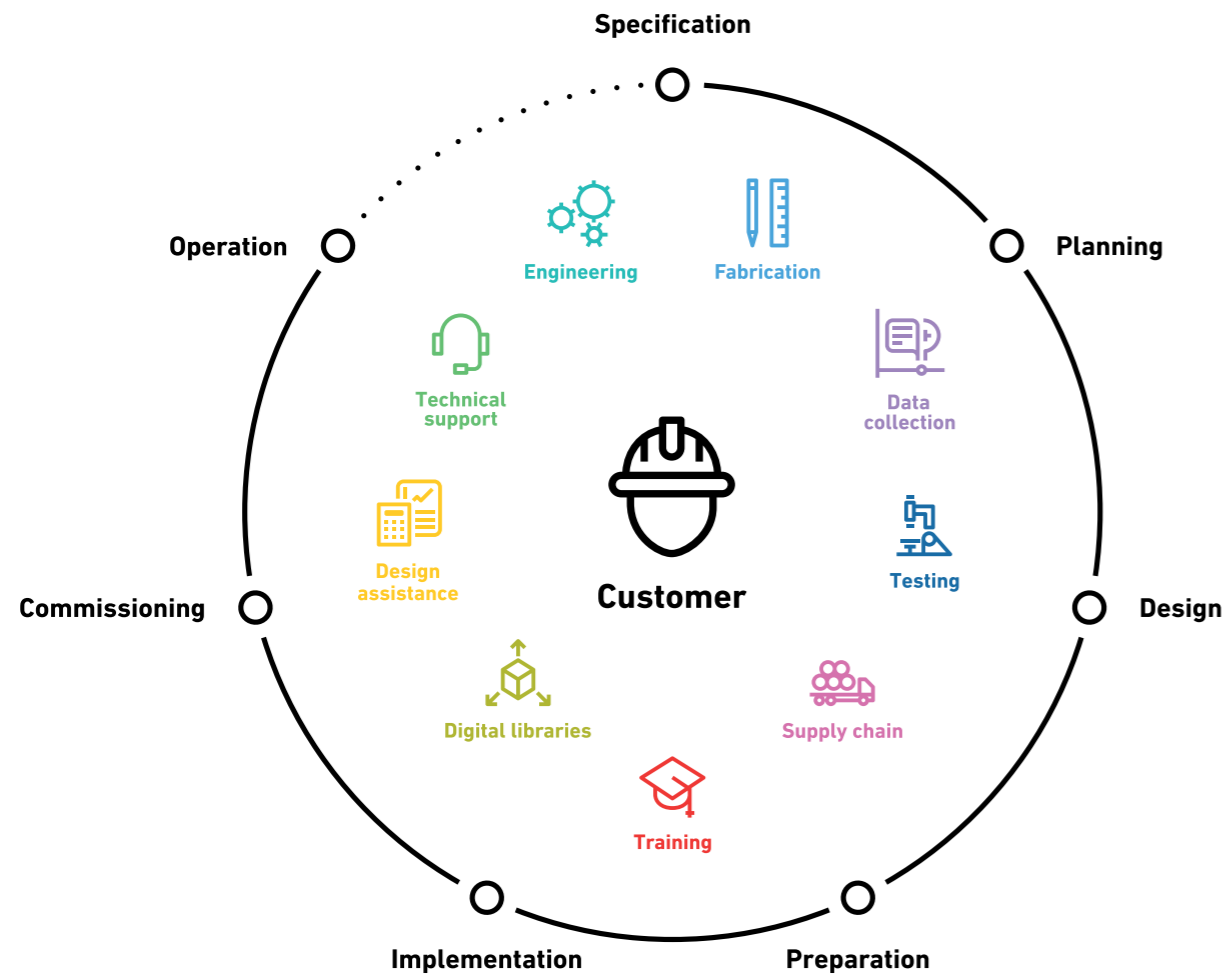 Specification
Planning
Operation
Engineering
Fabrication
Technical
support
Data
collection
Design
assistance
Customer
Testing
Commissioning
Design
Digital libraries
Supply chain
Training
Implementation
Preparation